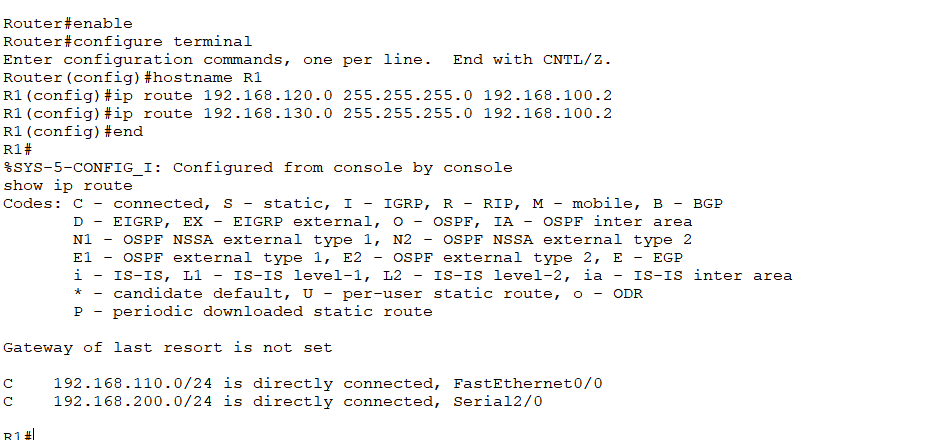 Router#enable
Router#configure terminal
Enter configuration commands, one per line.  End with CNTL/Z.
Router(config)#hostname R1
R1(config)#ip route 192.168.120.0 255.255.255.0 192.168.100.2
R1(config)#ip route 192.168.130.0 255.255.255.0 192.168.100.2
R1(config)#end
R1#
%SYS-5-CONFIG_I: Configured from console by console
show ip route
Codes: C - connected, S - static, I - IGRP, R - RIP, M - mobile, B - BGP
       D - EIGRP, EX - EIGRP external, O - OSPF, IA - OSPF inter area
       N1 - OSPF NSSA external type 1, N2 - OSPF NSSA external type 2
       E1 - OSPF external type 1, E2 - OSPF external type 2, E - EGP
       i - IS-IS, L1 - IS-IS level-1, L2 - IS-IS level-2, ia - IS-IS inter area
       * - candidate default, U - per-user static route, o - ODR
       P - periodic downloaded static route
Gateway of last resort is not set
C    192.168.110.0/24 is directly connected, FastEthernet0/0
C    192.168.200.0/24 is directly connected, Serial2/0
R1#